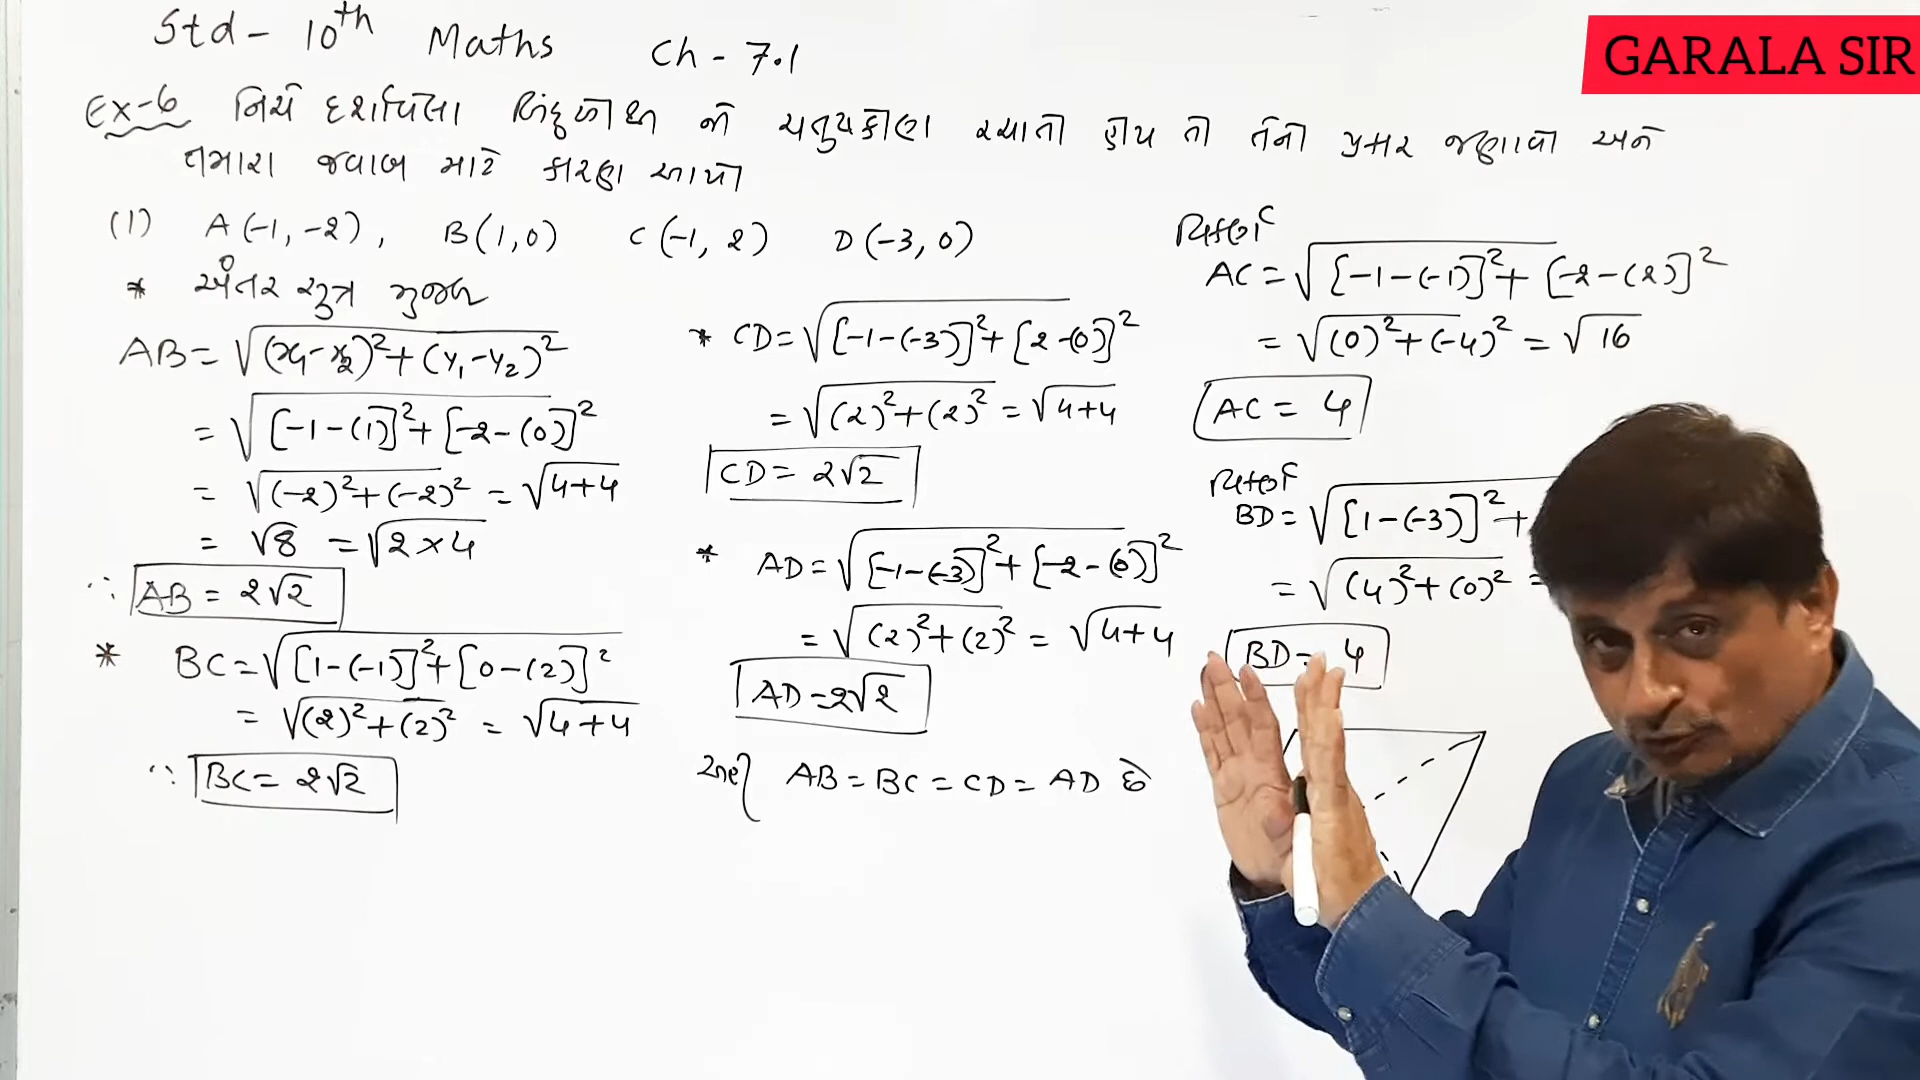 Std - 10th Maths Ch - 7.1
GARALA SIR
Ex-6 નિચે દર્શાવેલા બિંદુઓથી જો ચતુષ્કોણ રચાતો હોય તો તેનો પ્રકાર જણાવો અને
તમારા જવાબ માટે કારણ આપો
(1) A(-1, -2), B(1, 0) C(-1, 2) D(-3, 0)
* અંતર સૂત્ર મુજબ
AB = √(x₁-x₂)²+(y₁-y₂)²
= √[-1-(1)]²+[-2-(0)]²
= √(-2)²+(-2)² = √4+4
= √8 = √2×4
∴ AB = 2√2
* BC = √[1-(-1)]²+[0-(2)]²
= √(2)²+(2)² = √4+4
∴ BC = 2√2
* CD = √[-1-(-3)]²+[2-(0)]²
= √(2)²+(2)² = √4+4
CD = 2√2
* AD = √[-1-(-3)]²+[-2-(0)]²
= √(2)²+(2)² = √4+4
AD = 2√2
અહીં AB = BC = CD = AD છે
વિકર્ણ
AC = √[-1-(-1)]²+[-2-(2)]²
= √(0)²+(-4)² = √16
AC = 4
વિકર્ણ
BD = √[1-(-3)]²+
= √(4)²+(0)² =
BD = 4